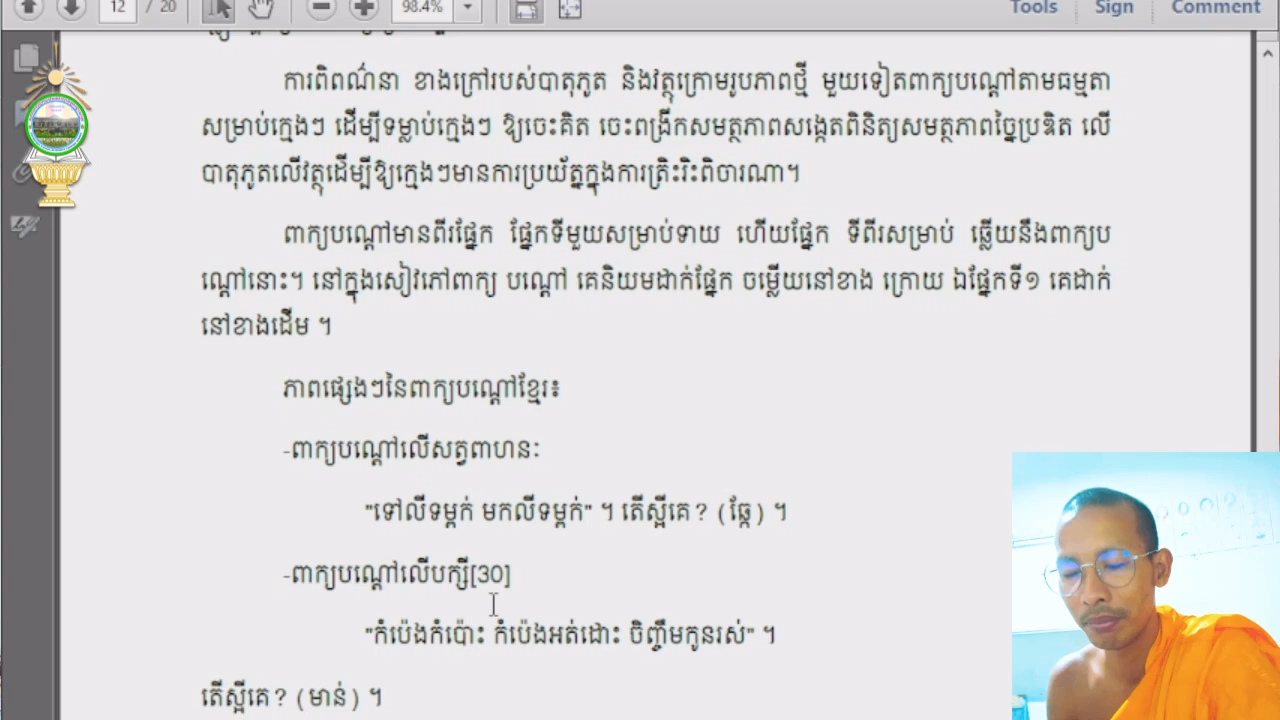 12 / 20 98.4% Tools Sign Comment
ការពិពណ៌នា ខាងក្រៅរបស់បាតុភូត និងវត្ថុក្រោមរូបភាពថ្មី មួយទៀតពាក្យបណ្តៅតាមធម្មតា
សម្រាប់ក្មេងៗ ដើម្បីទម្លាប់ក្មេងៗ ឱ្យចេះគិត ចេះពង្រីកសមត្ថភាពសង្កេតពិនិត្យសមត្ថភាពច្នៃប្រឌិត លើ
បាតុភូតលើវត្ថុដើម្បីឱ្យក្មេងៗមានការប្រយ័ត្នក្នុងការត្រិះរិះពិចារណា។
ពាក្យបណ្តៅមានពីរផ្នែក ផ្នែកទីមួយសម្រាប់ទាយ ហើយផ្នែក ទីពីរសម្រាប់ ឆ្លើយនឹងពាក្យប
ណ្តៅនោះ។ នៅក្នុងសៀវភៅពាក្យ បណ្តៅ គេនិយមដាក់ផ្នែក ចម្លើយនៅខាង ក្រោយ ឯផ្នែកទី១ គេដាក់
នៅខាងដើម ។
ភាពផ្សេងៗនៃពាក្យបណ្តៅខ្មែរ៖
-ពាក្យបណ្តៅលើសត្វពាហនៈ
"ទៅលីទម្ពក់ មកលីទម្ពក់" ។ តើស្អីគេ? (ឆ្កែ) ។
-ពាក្យបណ្តៅលើបក្សី[30]
"កំប៉េងកំប៉ោះ កំប៉េងអត់ដោះ ចិញ្ចឹមកូនរស់" ។
តើស្អីគេ? (មាន់) ។